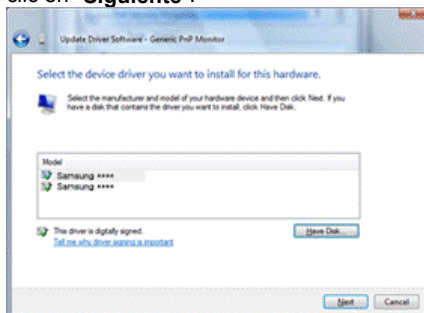 clic en "Siguiente".
Update Driver Software - Generic PnP Monitor
Select the device driver you want to install for this hardware.
Select the manufacturer and model of your hardware device and then click Next. If you
have a disk that contains the driver you want to install, click Have Disk.
Model
Samsung ****
Samsung ****
This driver is digitally signed.
Have Disk...
Tell me why driver signing is important
Next
Cancel